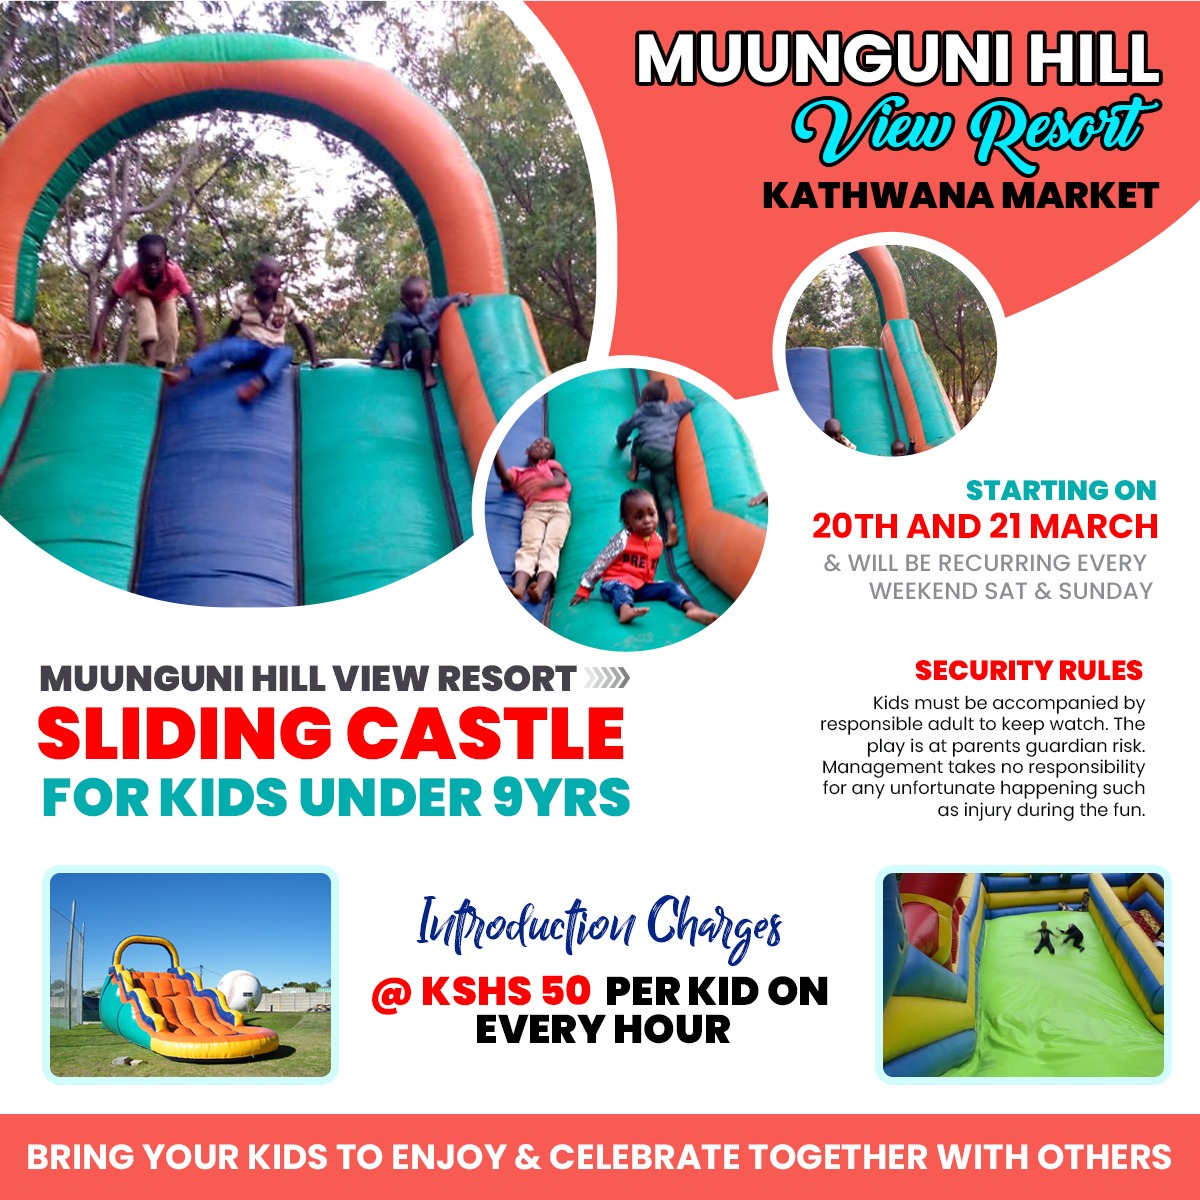 MUUNGUNI HILL
View Resort
KATHWANA MARKET
STARTING ON
20TH AND 21 MARCH
& WILL BE RECURRING EVERY
WEEKEND SAT & SUNDAY
MUUNGUNI HILL VIEW RESORT
SLIDING CASTLE
FOR KIDS UNDER 9YRS
SECURITY RULES
Kids must be accompanied by
responsible adult to keep watch. The
play is at parents guardian risk.
Management takes no responsibility
for any unfortunate happening such
as injury during the fun.
Introduction Charges
@ KSHS 50 PER KID ON
EVERY HOUR
BRING YOUR KIDS TO ENJOY & CELEBRATE TOGETHER WITH OTHERS